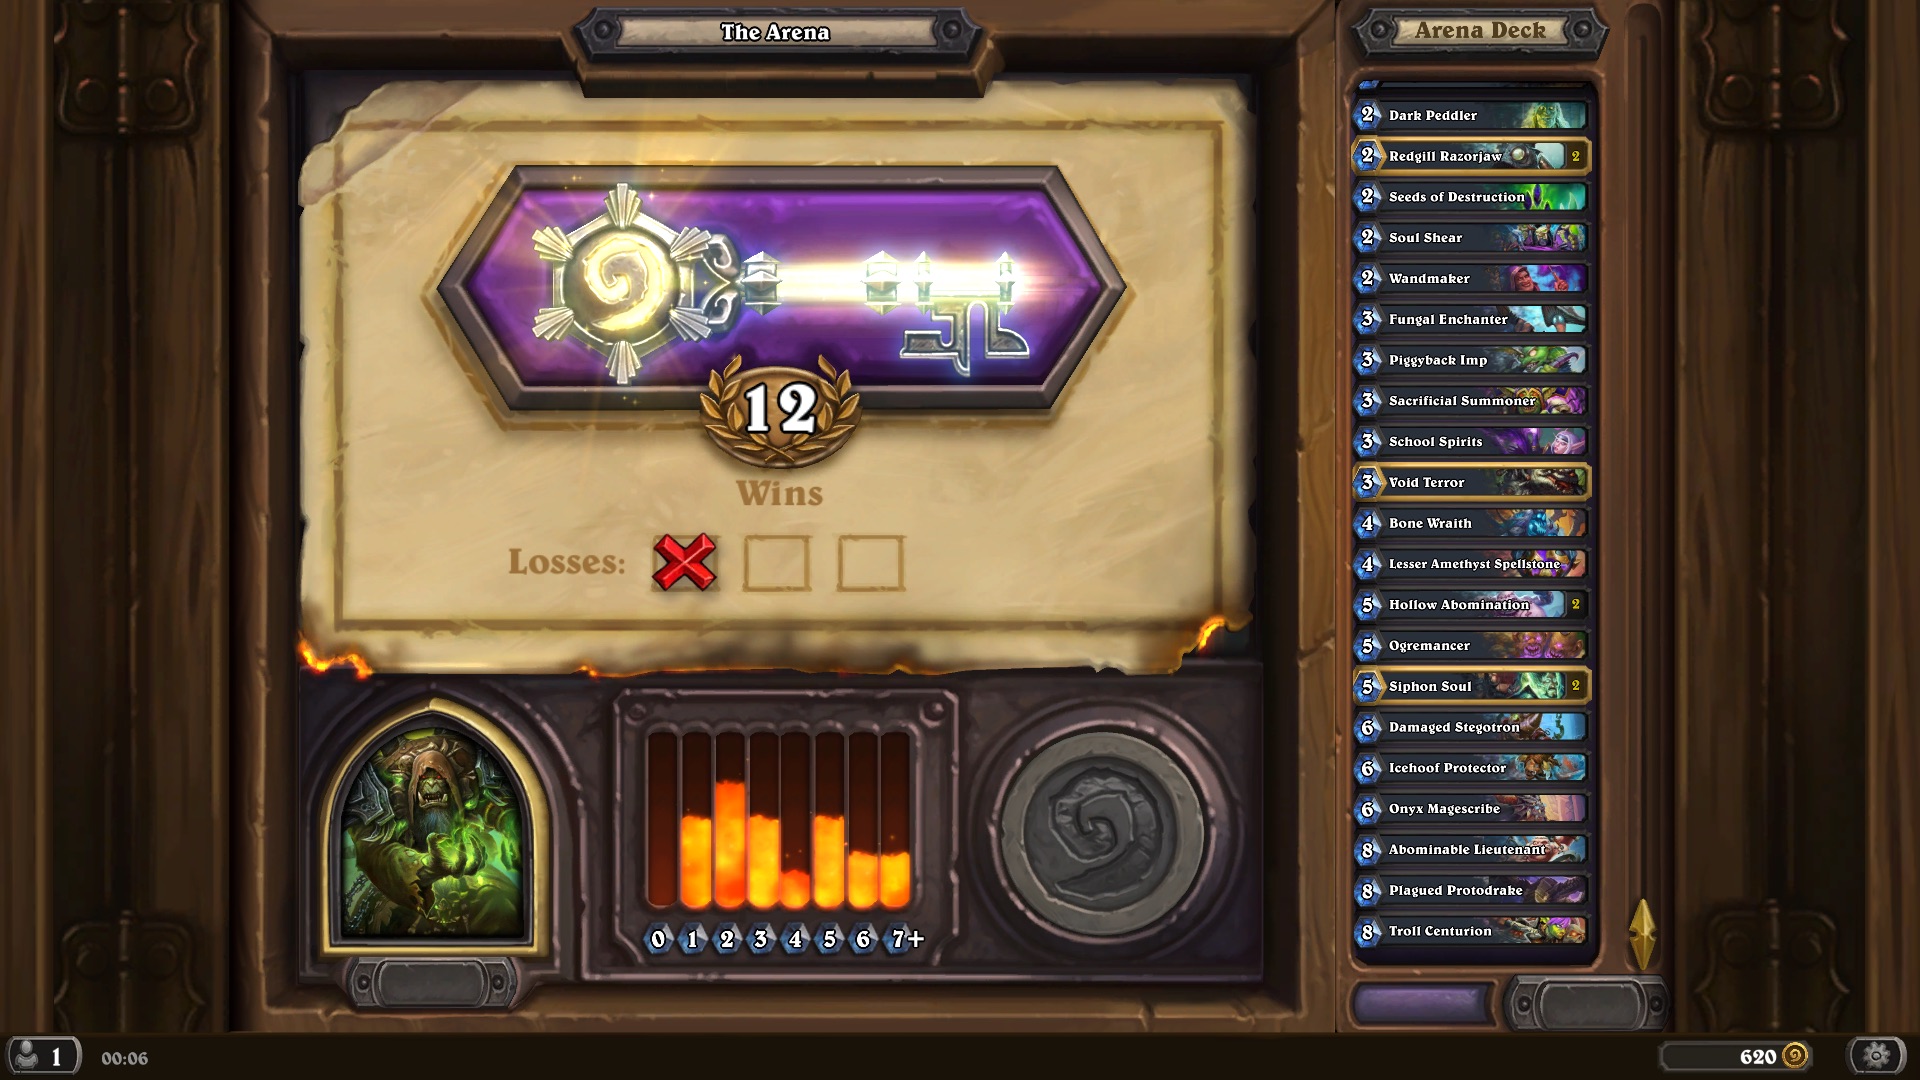 The Arena
12
Wins
Losses:
0 1 2 3 4 5 6 7+
Arena Deck
2 Dark Peddler
2 Redgill Razorjaw 2
2 Seeds of Destruction
2 Soul Shear
2 Wandmaker
3 Fungal Enchanter
3 Piggyback Imp
3 Sacrificial Summoner
3 School Spirits
3 Void Terror
4 Bone Wraith
4 Lesser Amethyst Spellstone
5 Hollow Abomination 2
5 Ogremancer
5 Siphon Soul 2
6 Damaged Stegotron
6 Icehoof Protector
6 Onyx Magescribe
8 Abominable Lieutenant
8 Plagued Protodrake
8 Troll Centurion
1 00:06
620